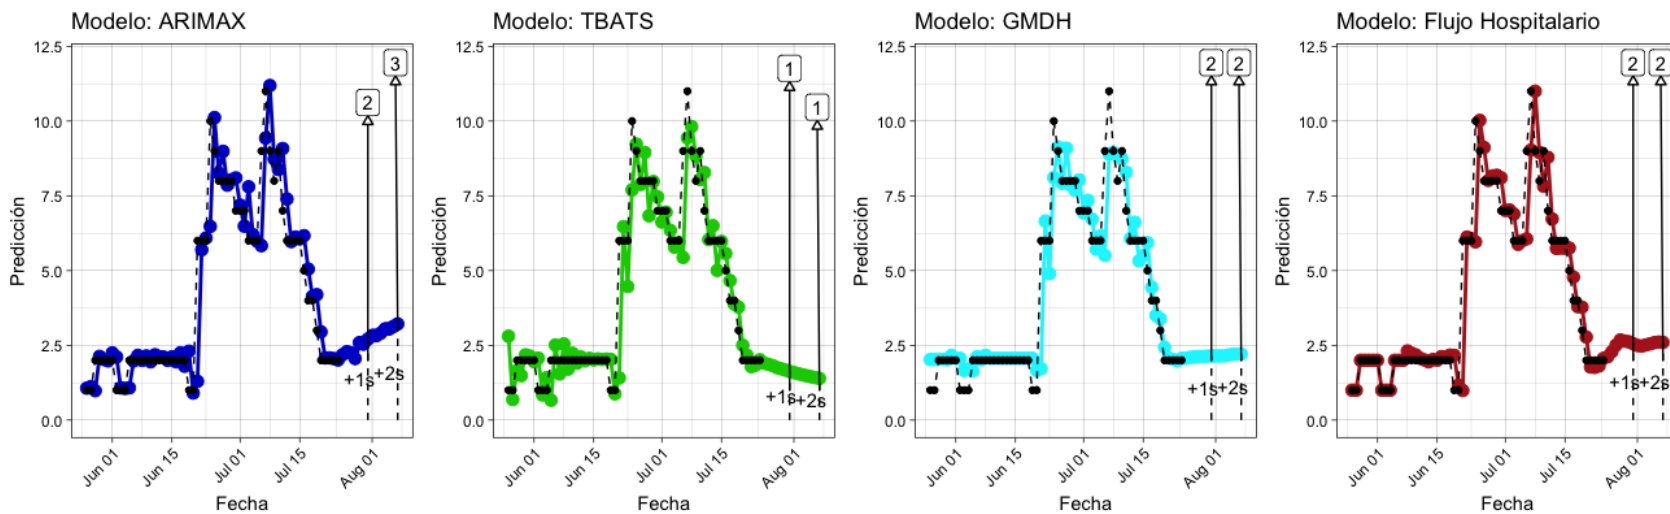 Modelo: ARIMAX
12.5
10.0
7.5
5.0
2.5
0.0
Predicción
3
2
+1s
+2s
Jun 01
Jun 15
Jul 01
Jul 15
Aug 01
Fecha
Modelo: TBATS
12.5
10.0
7.5
5.0
2.5
0.0
Predicción
1
1
+1s
+2s
Jun 01
Jun 15
Jul 01
Jul 15
Aug 01
Fecha
Modelo: GMDH
12.5
10.0
7.5
5.0
2.5
0.0
Predicción
2
2
+1s
+2s
Jun 01
Jun 15
Jul 01
Jul 15
Aug 01
Fecha
Modelo: Flujo Hospitalario
12.5
10.0
7.5
5.0
2.5
0.0
Predicción
2
2
+1s
+2s
Jun 01
Jun 15
Jul 01
Jul 15
Aug 01
Fecha